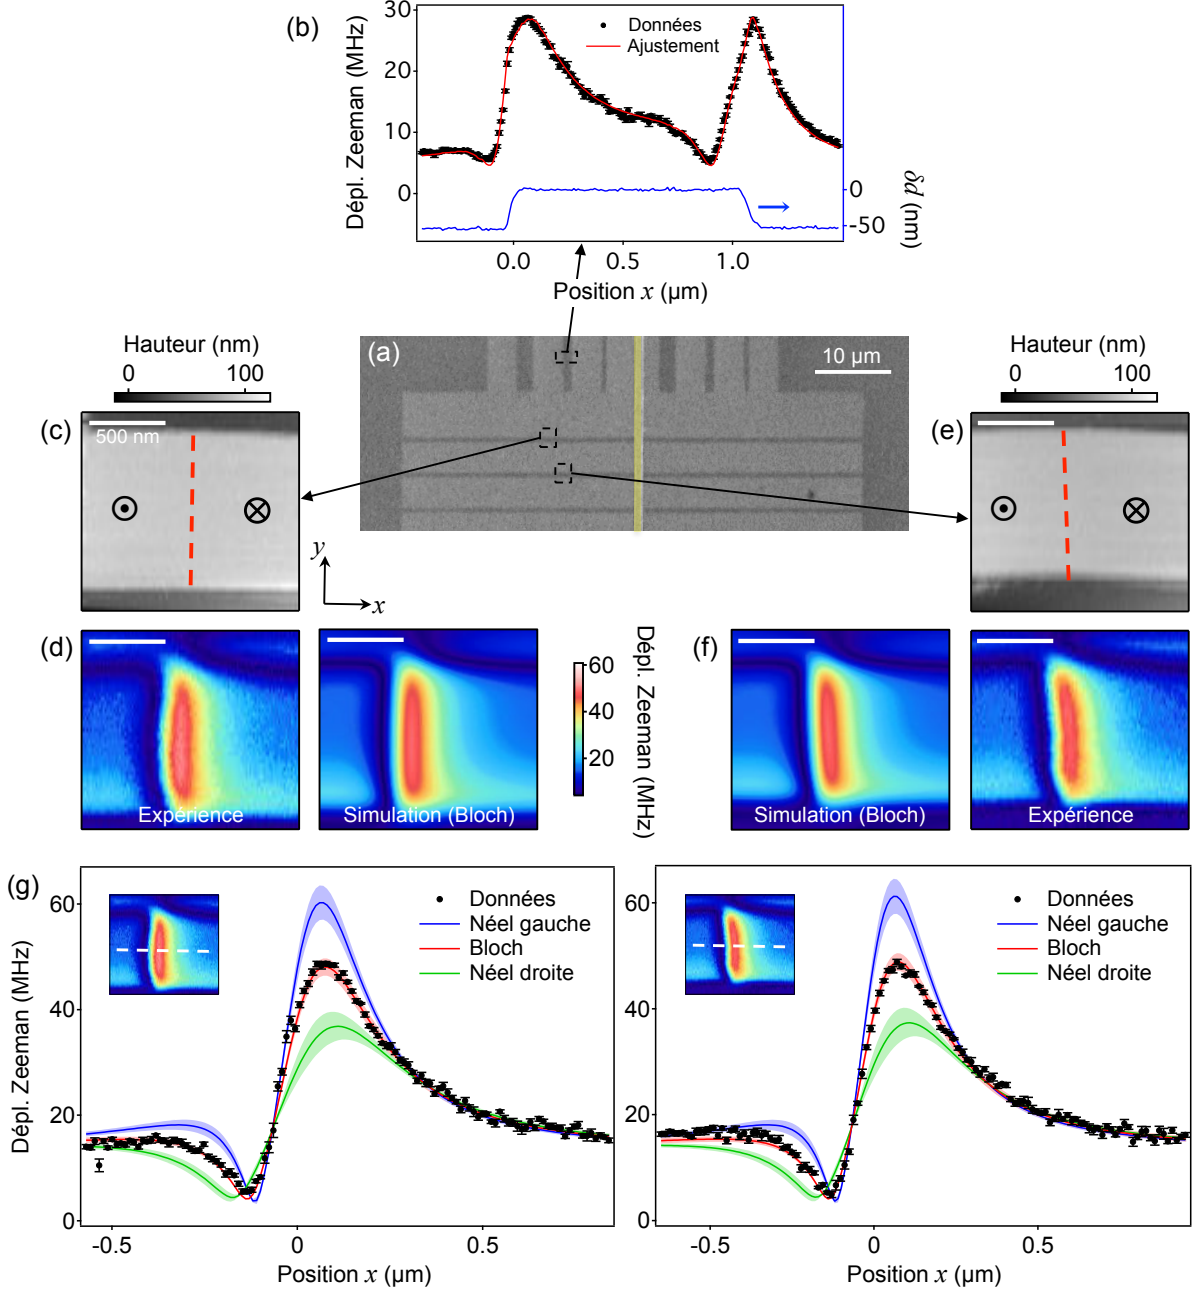 (b)
30
20
10
0
Dépl. Zeeman (MHz)
Données
Ajustement
0
-50
δd (nm)
0.0 0.5 1.0
Position x (µm)
Hauteur (nm)
0 100
(a)
10 µm
Hauteur (nm)
0 100
(c)
500 nm
(e)
y
x
(d)
Expérience
Simulation (Bloch)
60
40
20
Dépl. Zeeman (MHz)
(f)
Simulation (Bloch)
Expérience
(g)
60
40
20
0
Dépl. Zeeman (MHz)
Données
Néel gauche
Bloch
Néel droite
-0.5 0 0.5
Position x (µm)
60
40
20
0
Données
Néel gauche
Bloch
Néel droite
-0.5 0 0.5
Position x (µm)